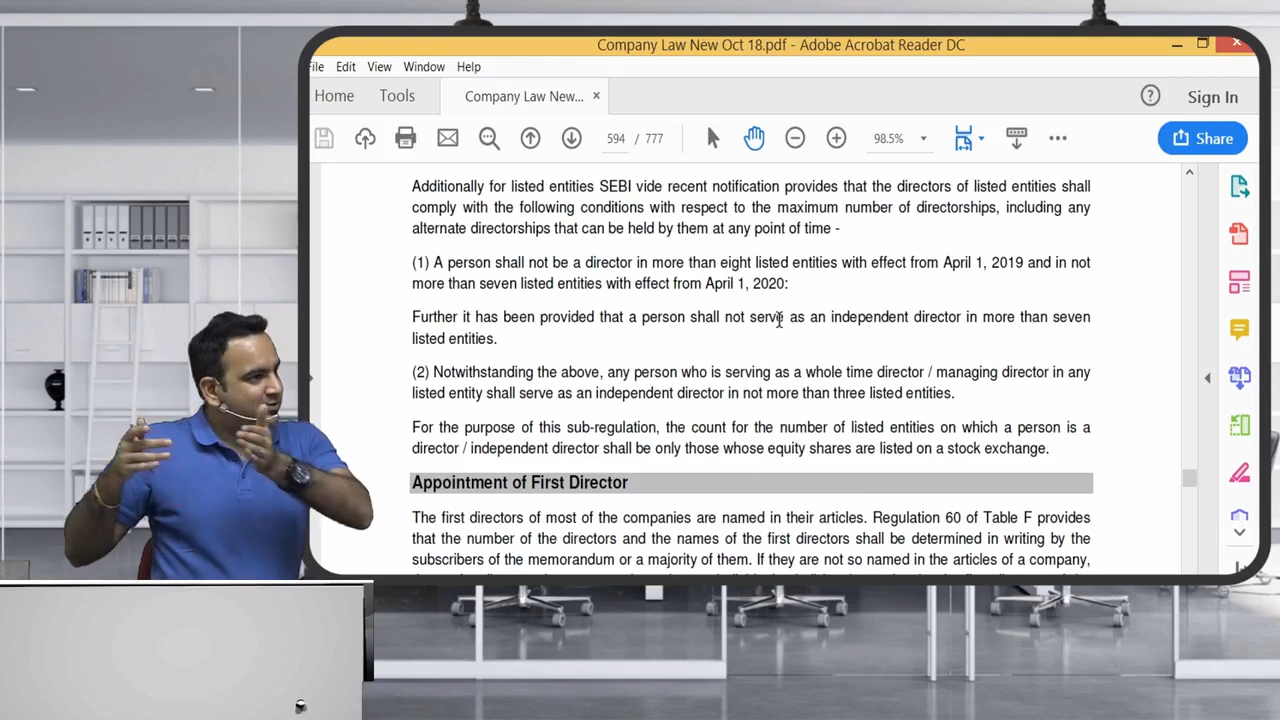 Company Law New Oct 18.pdf - Adobe Acrobat Reader DC
File Edit View Window Help
Home Tools Company Law New... × Sign In
594 / 777 98.5% Share
Additionally for listed entities SEBI vide recent notification provides that the directors of listed entities shall
comply with the following conditions with respect to the maximum number of directorships, including any
alternate directorships that can be held by them at any point of time -
(1) A person shall not be a director in more than eight listed entities with effect from April 1, 2019 and in not
more than seven listed entities with effect from April 1, 2020:
Further it has been provided that a person shall not serve as an independent director in more than seven
listed entities.
(2) Notwithstanding the above, any person who is serving as a whole time director / managing director in any
listed entity shall serve as an independent director in not more than three listed entities.
For the purpose of this sub-regulation, the count for the number of listed entities on which a person is a
director / independent director shall be only those whose equity shares are listed on a stock exchange.
Appointment of First Director
The first directors of most of the companies are named in their articles. Regulation 60 of Table F provides
that the number of the directors and the names of the first directors shall be determined in writing by the
subscribers of the memorandum or a majority of them. If they are not so named in the articles of a company,